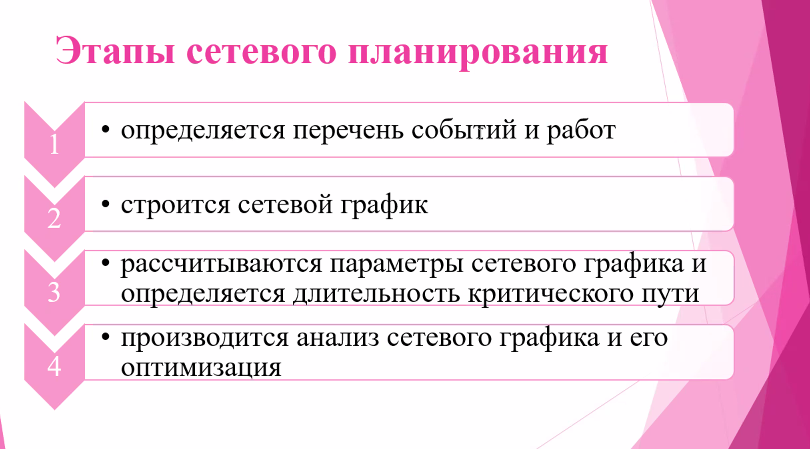 Этапы сетевого планирования
1
• определяется перечень событий и работ
2
• строится сетевой график
3
• рассчитываются параметры сетевого графика и
определяется длительность критического пути
4
• производится анализ сетевого графика и его
оптимизация